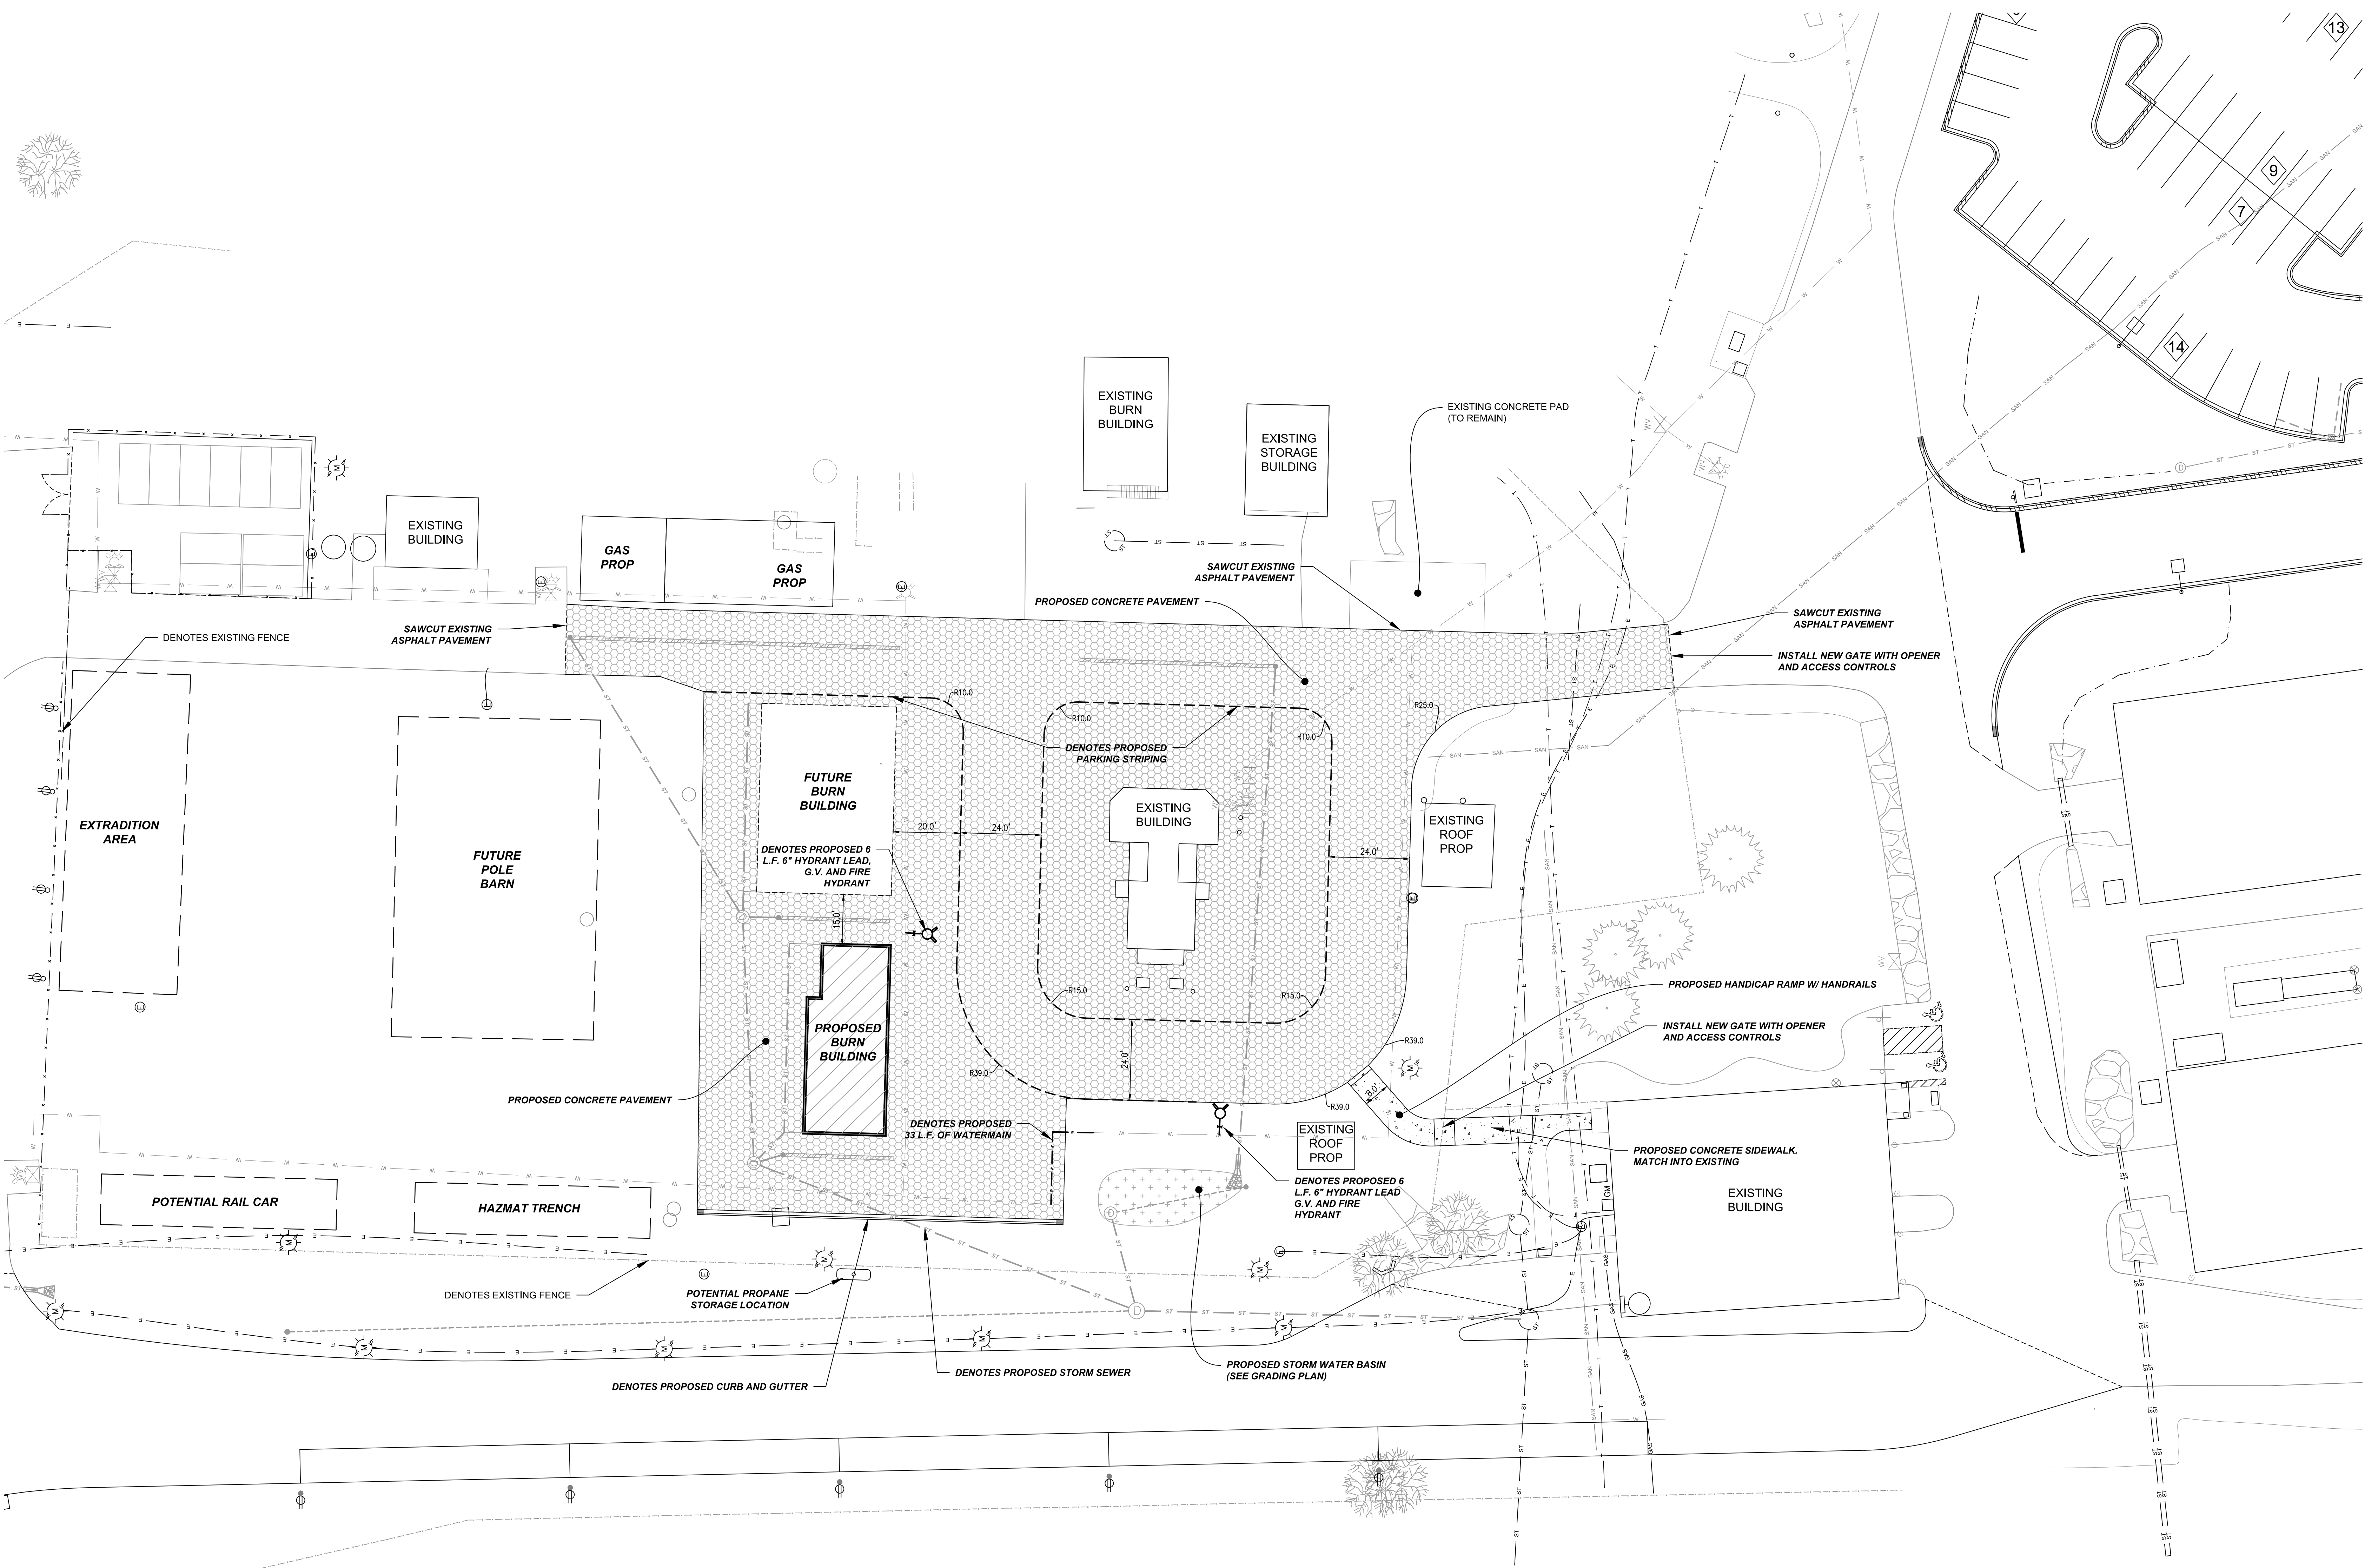 13
9
7
14
EXISTING
BURN
BUILDING
EXISTING
STORAGE
BUILDING
EXISTING CONCRETE PAD
(TO REMAIN)
EXISTING
BUILDING
GAS
PROP
GAS
PROP
SAWCUT EXISTING
ASPHALT PAVEMENT
PROPOSED CONCRETE PAVEMENT
SAWCUT EXISTING
ASPHALT PAVEMENT
DENOTES EXISTING FENCE
SAWCUT EXISTING
ASPHALT PAVEMENT
INSTALL NEW GATE WITH OPENER
AND ACCESS CONTROLS
R10.0
R10.0
R10.0
R25.0
DENOTES PROPOSED
PARKING STRIPING
FUTURE
BURN
BUILDING
EXISTING
BUILDING
EXISTING
ROOF
PROP
EXTRADITION
AREA
FUTURE
POLE
BARN
20.0'
24.0'
24.0'
DENOTES PROPOSED 6
L.F. 6" HYDRANT LEAD,
G.V. AND FIRE
HYDRANT
15.0'
R15.0
R15.0
PROPOSED HANDICAP RAMP W/ HANDRAILS
PROPOSED
BURN
BUILDING
INSTALL NEW GATE WITH OPENER
AND ACCESS CONTROLS
R39.0
24.0'
R39.0
8.0'
R39.0
PROPOSED CONCRETE PAVEMENT
DENOTES PROPOSED
33 L.F. OF WATERMAIN
EXISTING
ROOF
PROP
PROPOSED CONCRETE SIDEWALK.
MATCH INTO EXISTING
POTENTIAL RAIL CAR
HAZMAT TRENCH
DENOTES PROPOSED 6
L.F. 6" HYDRANT LEAD
G.V. AND FIRE
HYDRANT
GM
EXISTING
BUILDING
DENOTES EXISTING FENCE
POTENTIAL PROPANE
STORAGE LOCATION
D
PROPOSED STORM WATER BASIN
(SEE GRADING PLAN)
DENOTES PROPOSED STORM SEWER
DENOTES PROPOSED CURB AND GUTTER